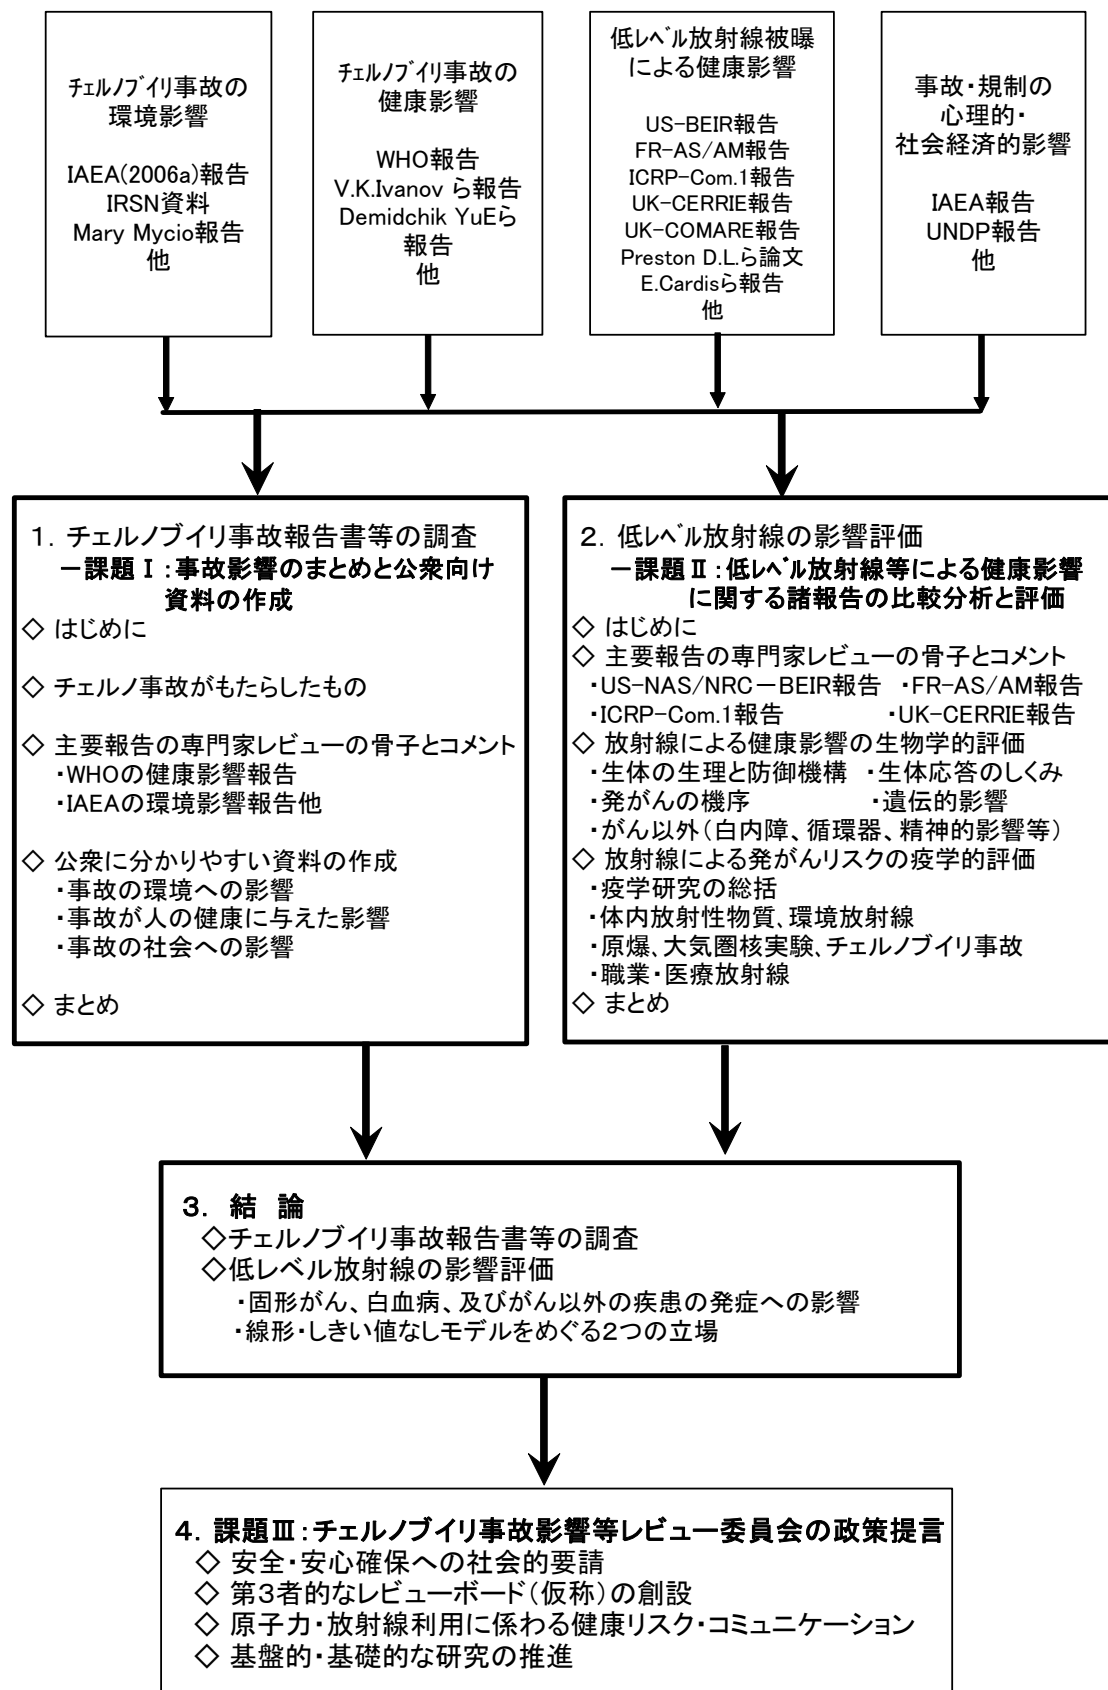 チェルノブイリ事故の
環境影響
IAEA(2006a)報告
IRSN資料
Mary Mycio報告
他
チェルノブイリ事故の
健康影響
WHO報告
V.K.Ivanov ら報告
Demidchik YuEら
報告
他
低レベル放射線被曝
による健康影響
US-BEIR報告
FR-AS/AM報告
ICRP-Com.1報告
UK-CERRIE報告
UK-COMARE報告
Preston D.L.ら論文
E.Cardisら報告
他
事故・規制の
心理的・
社会経済的影響
IAEA報告
UNDP報告
他
1. チェルノブイリ事故報告書等の調査
－課題Ⅰ：事故影響のまとめと公衆向け
資料の作成
◇ はじめに
◇ チェルノ事故がもたらしたもの
◇ 主要報告の専門家レビューの骨子とコメント
・WHOの健康影響報告
・IAEAの環境影響報告他
◇ 公衆に分かりやすい資料の作成
・事故の環境への影響
・事故が人の健康に与えた影響
・事故の社会への影響
◇ まとめ
2. 低レベル放射線の影響評価
－課題Ⅱ：低レベル放射線等による健康影響
に関する諸報告の比較分析と評価
◇ はじめに
◇ 主要報告の専門家レビューの骨子とコメント
・US-NAS/NRC－BEIR報告 ・FR-AS/AM報告
・ICRP-Com.1報告 ・UK-CERRIE報告
◇ 放射線による健康影響の生物学的評価
・生体の生理と防御機構 ・生体応答のしくみ
・発がんの機序 ・遺伝的影響
・がん以外（白内障、循環器、精神的影響等）
◇ 放射線による発がんリスクの疫学的評価
・疫学研究の総括
・体内放射性物質、環境放射線
・原爆、大気圏核実験、チェルノブイリ事故
・職業・医療放射線
◇ まとめ
3. 結 論
◇チェルノブイリ事故報告書等の調査
◇低レベル放射線の影響評価
・固形がん、白血病、及びがん以外の疾患の発症への影響
・線形・しきい値なしモデルをめぐる2つの立場
4. 課題Ⅲ：チェルノブイリ事故影響等レビュー委員会の政策提言
◇ 安全・安心確保への社会的要請
◇ 第3者的なレビューボード（仮称）の創設
◇ 原子力・放射線利用に係わる健康リスク・コミュニケーション
◇ 基盤的・基礎的な研究の推進